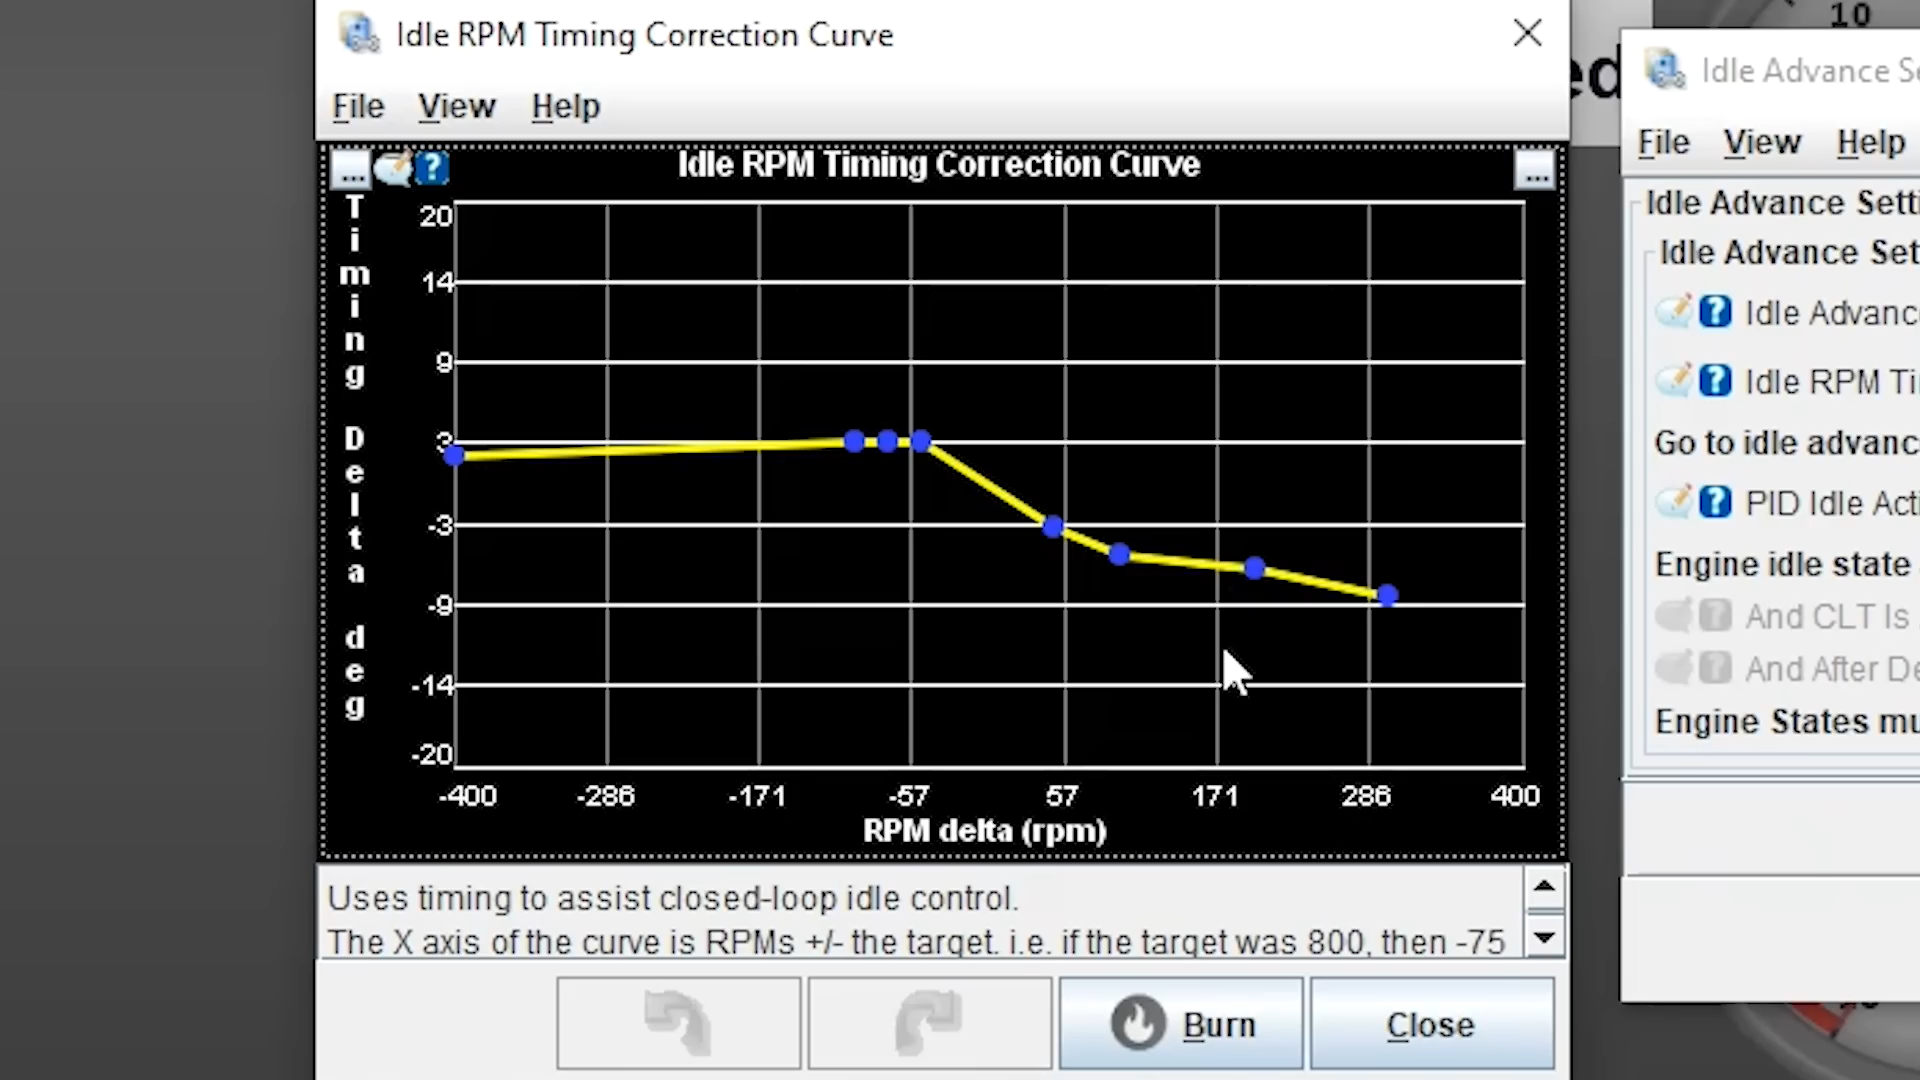 Idle RPM Timing Correction Curve
File View Help
Idle RPM Timing Correction Curve
Timing Delta deg
20
14
9
3
-3
-9
-14
-20
-400 -286 -171 -57 57 171 286 400
RPM delta (rpm)
Uses timing to assist closed-loop idle control.
The X axis of the curve is RPMs +/- the target. i.e. if the target was 800, then -75
Burn Close
10
ed
Idle Advance Se
File View Help
Idle Advance Setti
Idle Advance Set
Idle Advanc
Idle RPM Ti
Go to idle advanc
PID Idle Acti
Engine idle state
And CLT Is
And After De
Engine States mu